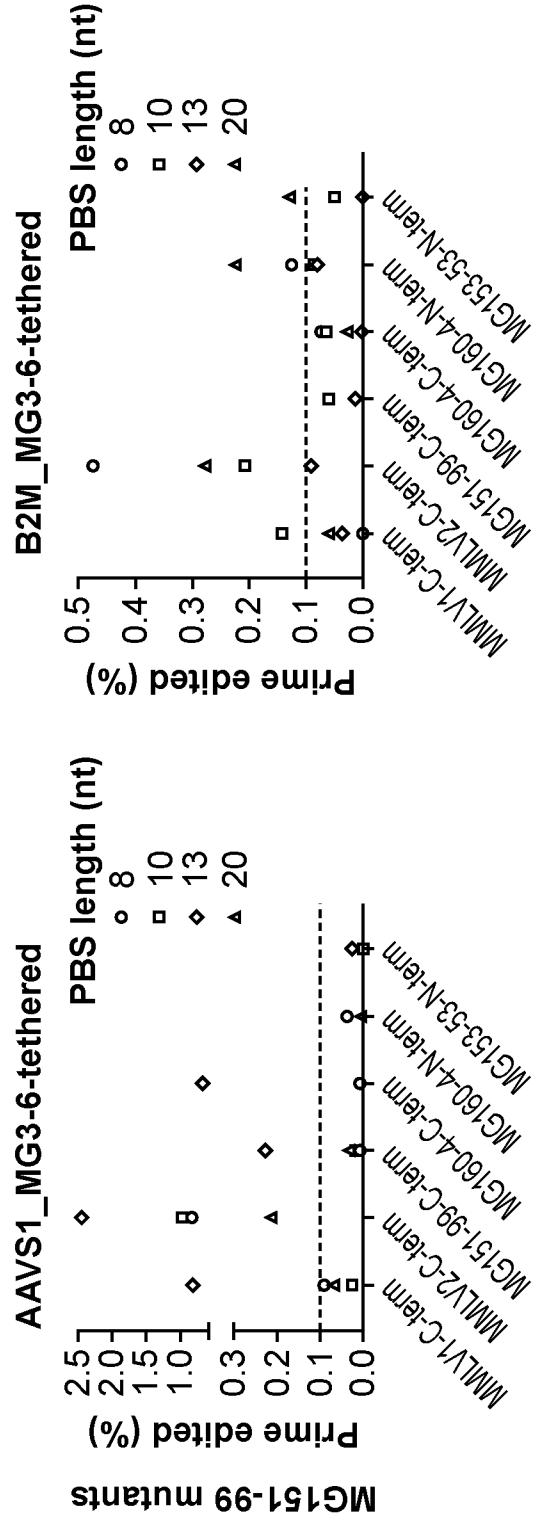 MG151-99 mutants
AAVS1_MG3-6-tethered
PBS length (nt)
8
10
13
20
Prime edited (%)
2.5
2.0
1.0
0.3
0.1
0.0
MMLV1-C-term
MMLV2-C-term
MG151-99-C-term
MG160-4-C-term
MG160-4-N-term
MG153-53-N-term
B2M_MG3-6-tethered
PBS length (nt)
8
10
13
20
Prime edited (%)
0.5
0.4
0.3
0.2
0.1
0.0
MMLV1-C-term
MMLV2-C-term
MG151-99-C-term
MG160-4-C-term
MG160-4-N-term
MG153-53-N-term